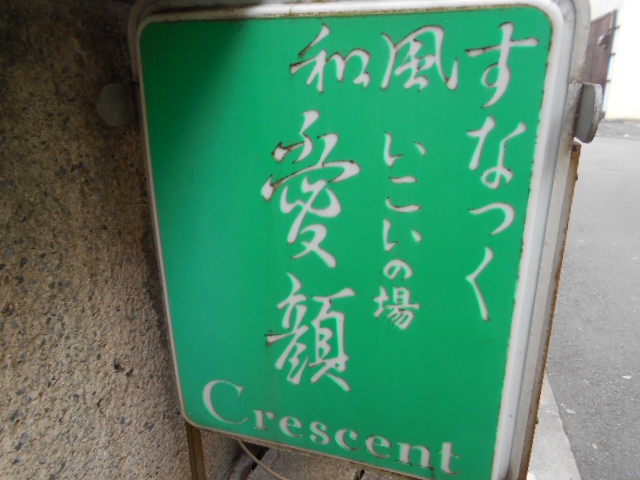 すなっく
風
いこいの場
和
愛顔
Crescent